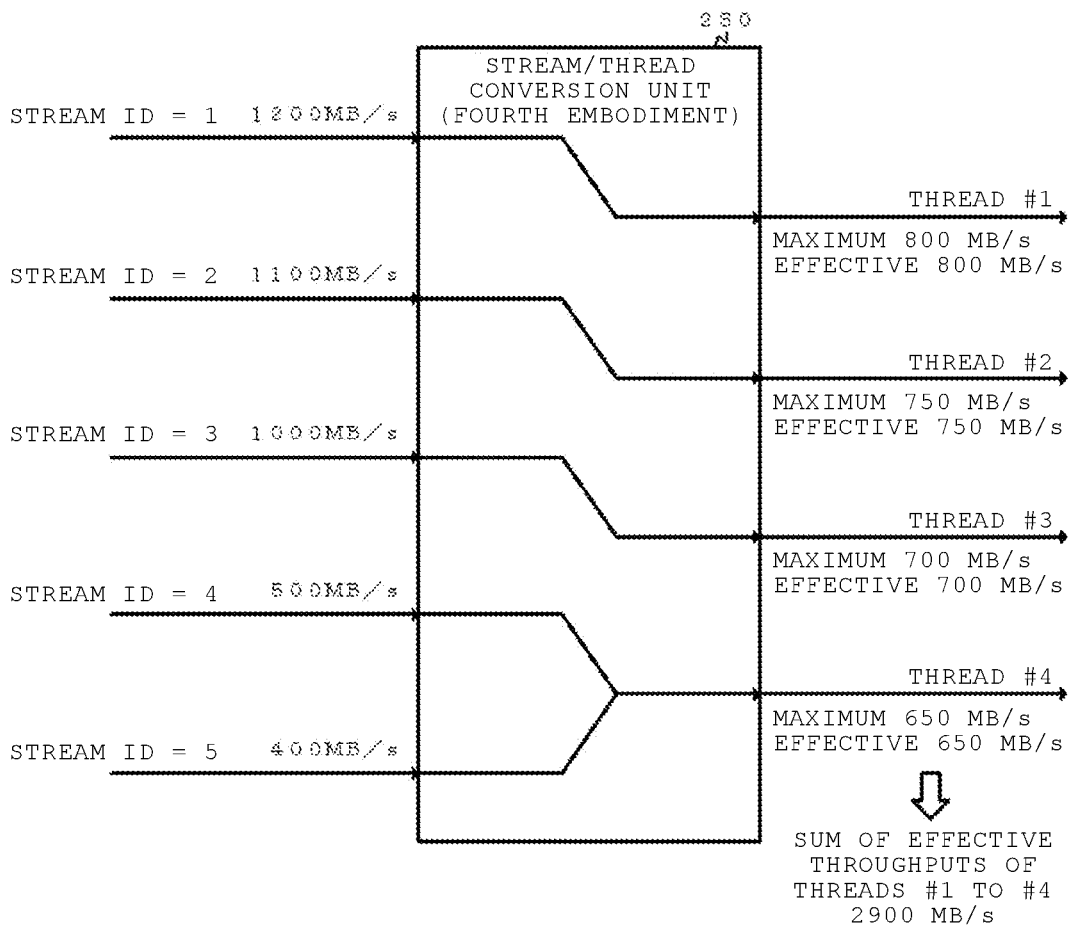 STREAM/THREAD
CONVERSION UNIT
(FOURTH EMBODIMENT)
STREAM ID = 1 1200MB/s
THREAD #1
MAXIMUM 800 MB/s
EFFECTIVE 800 MB/s
STREAM ID = 2 1100MB/s
THREAD #2
MAXIMUM 750 MB/s
EFFECTIVE 750 MB/s
STREAM ID = 3 1000MB/s
THREAD #3
MAXIMUM 700 MB/s
EFFECTIVE 700 MB/s
STREAM ID = 4 500MB/s
THREAD #4
MAXIMUM 650 MB/s
EFFECTIVE 650 MB/s
STREAM ID = 5 400MB/s
SUM OF EFFECTIVE
THROUGHPUTS OF
THREADS #1 TO #4
2900 MB/s